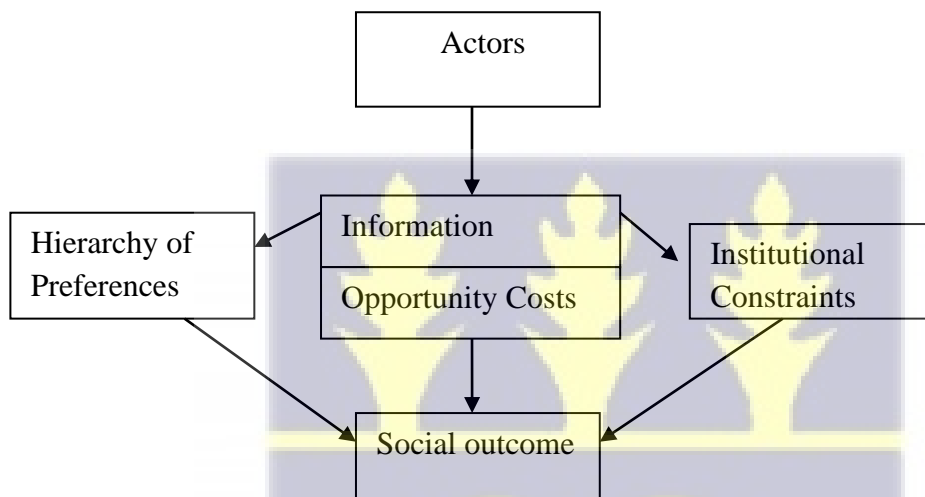 Actors
Information
Hierarchy of
Preferences
Opportunity Costs
Institutional
Constraints
Social outcome